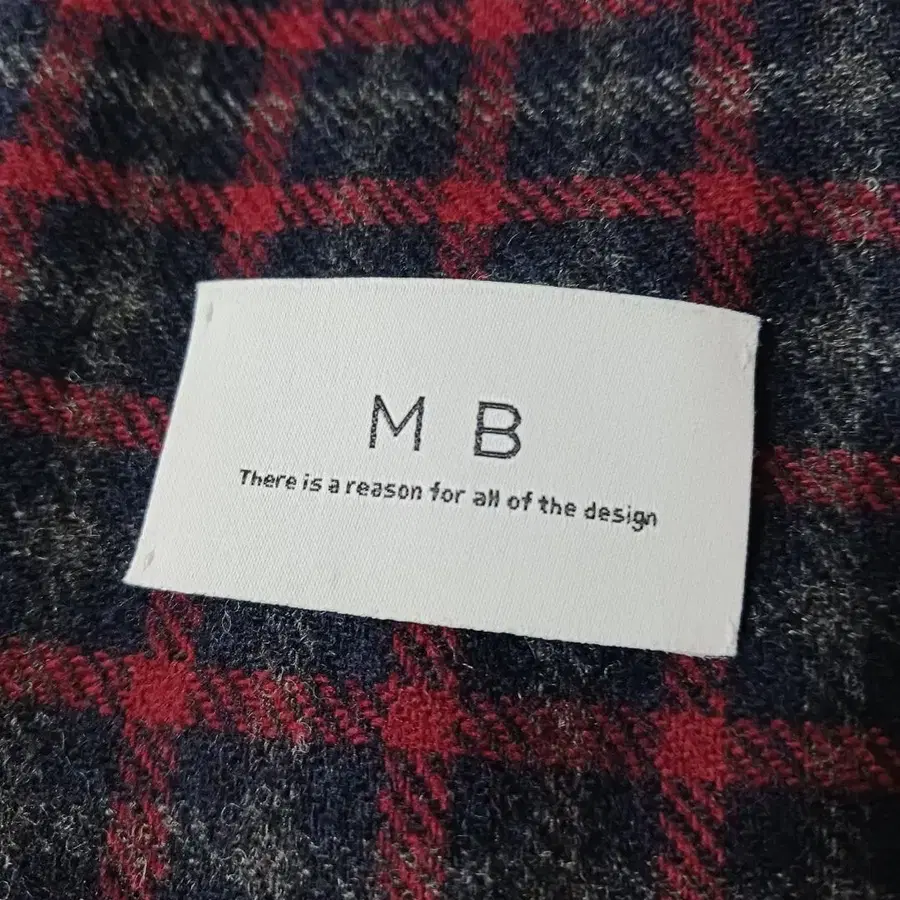 M B
There is a reason for all of the design